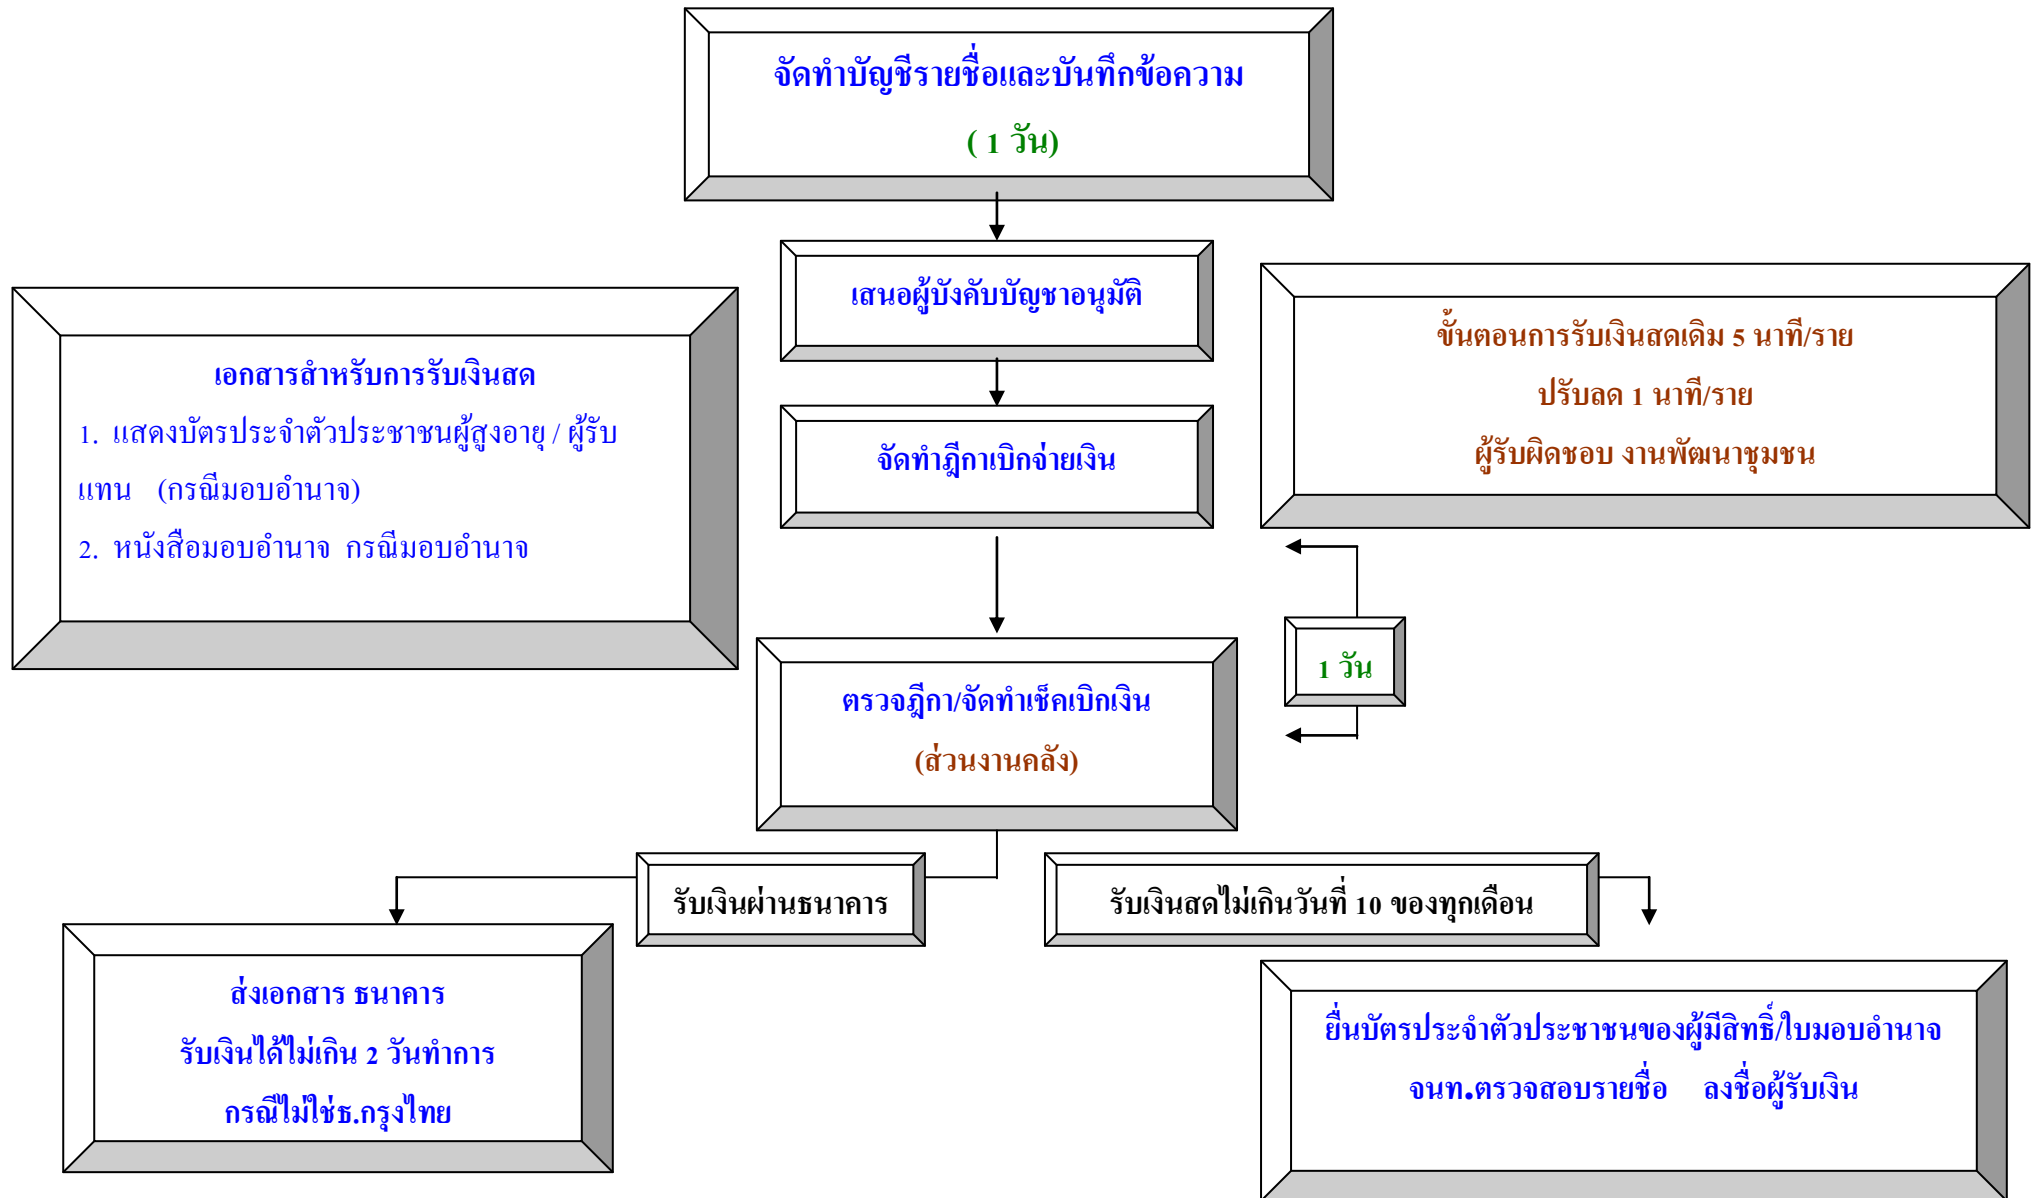 จัดทำบัญชีรายชื่อและบันทึกข้อความ
( 1 วัน)
เสนอผู้บังคับบัญชาอนุมัติ
เอกสารสำหรับการรับเงินสด
1. แสดงบัตรประจำตัวประชาชนผู้สูงอายุ / ผู้รับ
แทน (กรณีมอบอำนาจ)
2. หนังสือมอบอำนาจ กรณีมอบอำนาจ
ขั้นตอนการรับเงินสดเดิม 5 นาที/ราย
ปรับลด 1 นาที/ราย
ผู้รับผิดชอบ งานพัฒนาชุมชน
จัดทำฎีกาเบิกจ่ายเงิน
1 วัน
ตรวจฎีกา/จัดทำเช็คเบิกเงิน
(ส่วนงานคลัง)
รับเงินผ่านธนาคาร
รับเงินสดไม่เกินวันที่ 10 ของทุกเดือน
ส่งเอกสาร ธนาคาร
รับเงินได้ไม่เกิน 2 วันทำการ
กรณีไม่ใช่ธ.กรุงไทย
ยื่นบัตรประจำตัวประชาชนของผู้มีสิทธิ์/ใบมอบอำนาจ
จนท.ตรวจสอบรายชื่อ ลงชื่อผู้รับเงิน